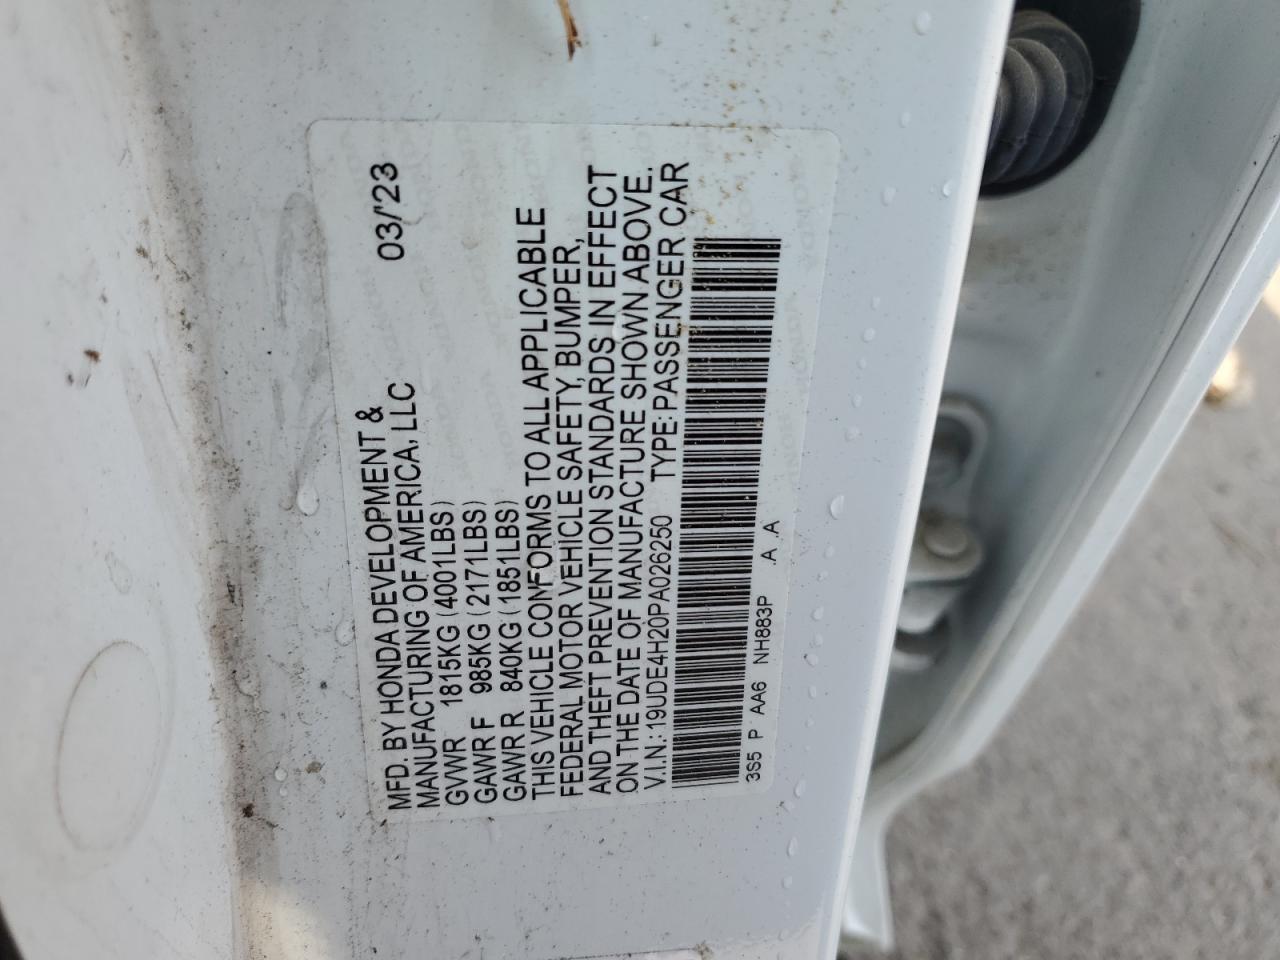 MFD. BY HONDA DEVELOPMENT & 03/'23
MANUFACTURING OF AMERICA, LLC
GVWR 1815KG (4001LBS)
GAWR F 985KG (2171LBS)
GAWR R 840KG (1851LBS)
THIS VEHICLE CONFORMS TO ALL APPLICABLE
FEDERAL MOTOR VEHICLE SAFETY, BUMPER,
AND THEFT PREVENTION STANDARDS IN EFFECT
ON THE DATE OF MANUFACTURE SHOWN ABOVE.
V.I.N: 19UDE4H20PA026250 TYPE: PASSENGER CAR
3S5 P AA6 NH883P .A .A